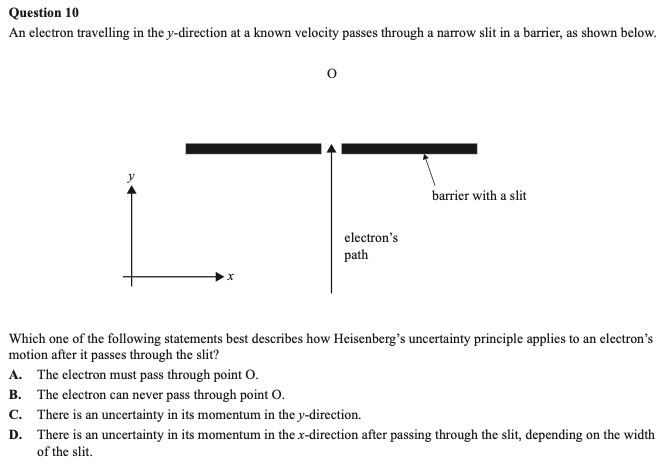 Question 10
An electron travelling in the y-direction at a known velocity passes through a narrow slit in a barrier, as shown below.
O
y
barrier with a slit
electron's
path
x
Which one of the following statements best describes how Heisenberg's uncertainty principle applies to an electron's
motion after it passes through the slit?
A. The electron must pass through point O.
B. The electron can never pass through point O.
C. There is an uncertainty in its momentum in the y-direction.
D. There is an uncertainty in its momentum in the x-direction after passing through the slit, depending on the width
of the slit.